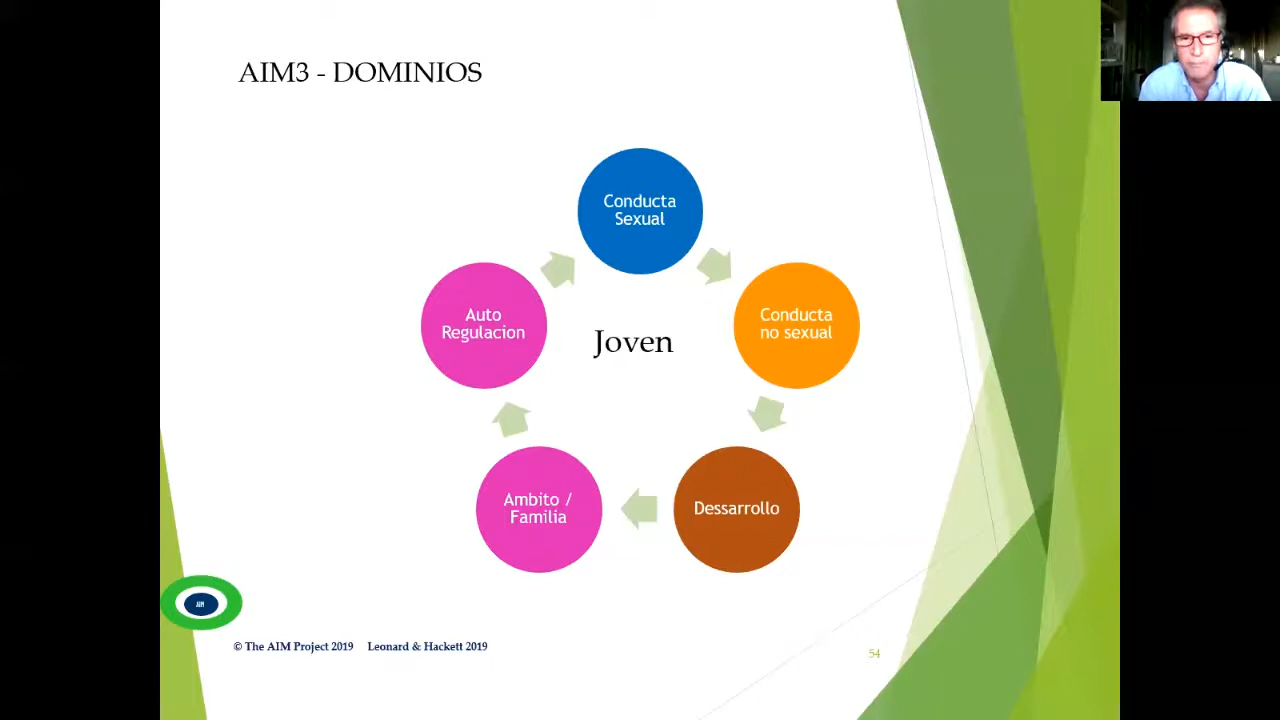 AIM3 - DOMINIOS
Conducta
Sexual
Conducta
no sexual
Dessarrollo
Ambito /
Familia
Auto
Regulacion
Joven
AIM
© The AIM Project 2019 Leonard & Hackett 2019
54